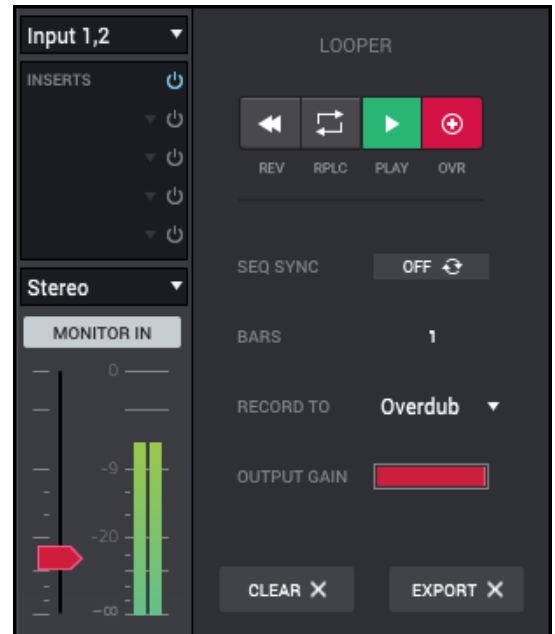 Input 1,2
INSERTS
Stereo
MONITOR IN
0
-9
-20
-∞
LOOPER
REV RPLC PLAY OVR
SEQ SYNC OFF
BARS 1
RECORD TO Overdub
OUTPUT GAIN
CLEAR EXPORT